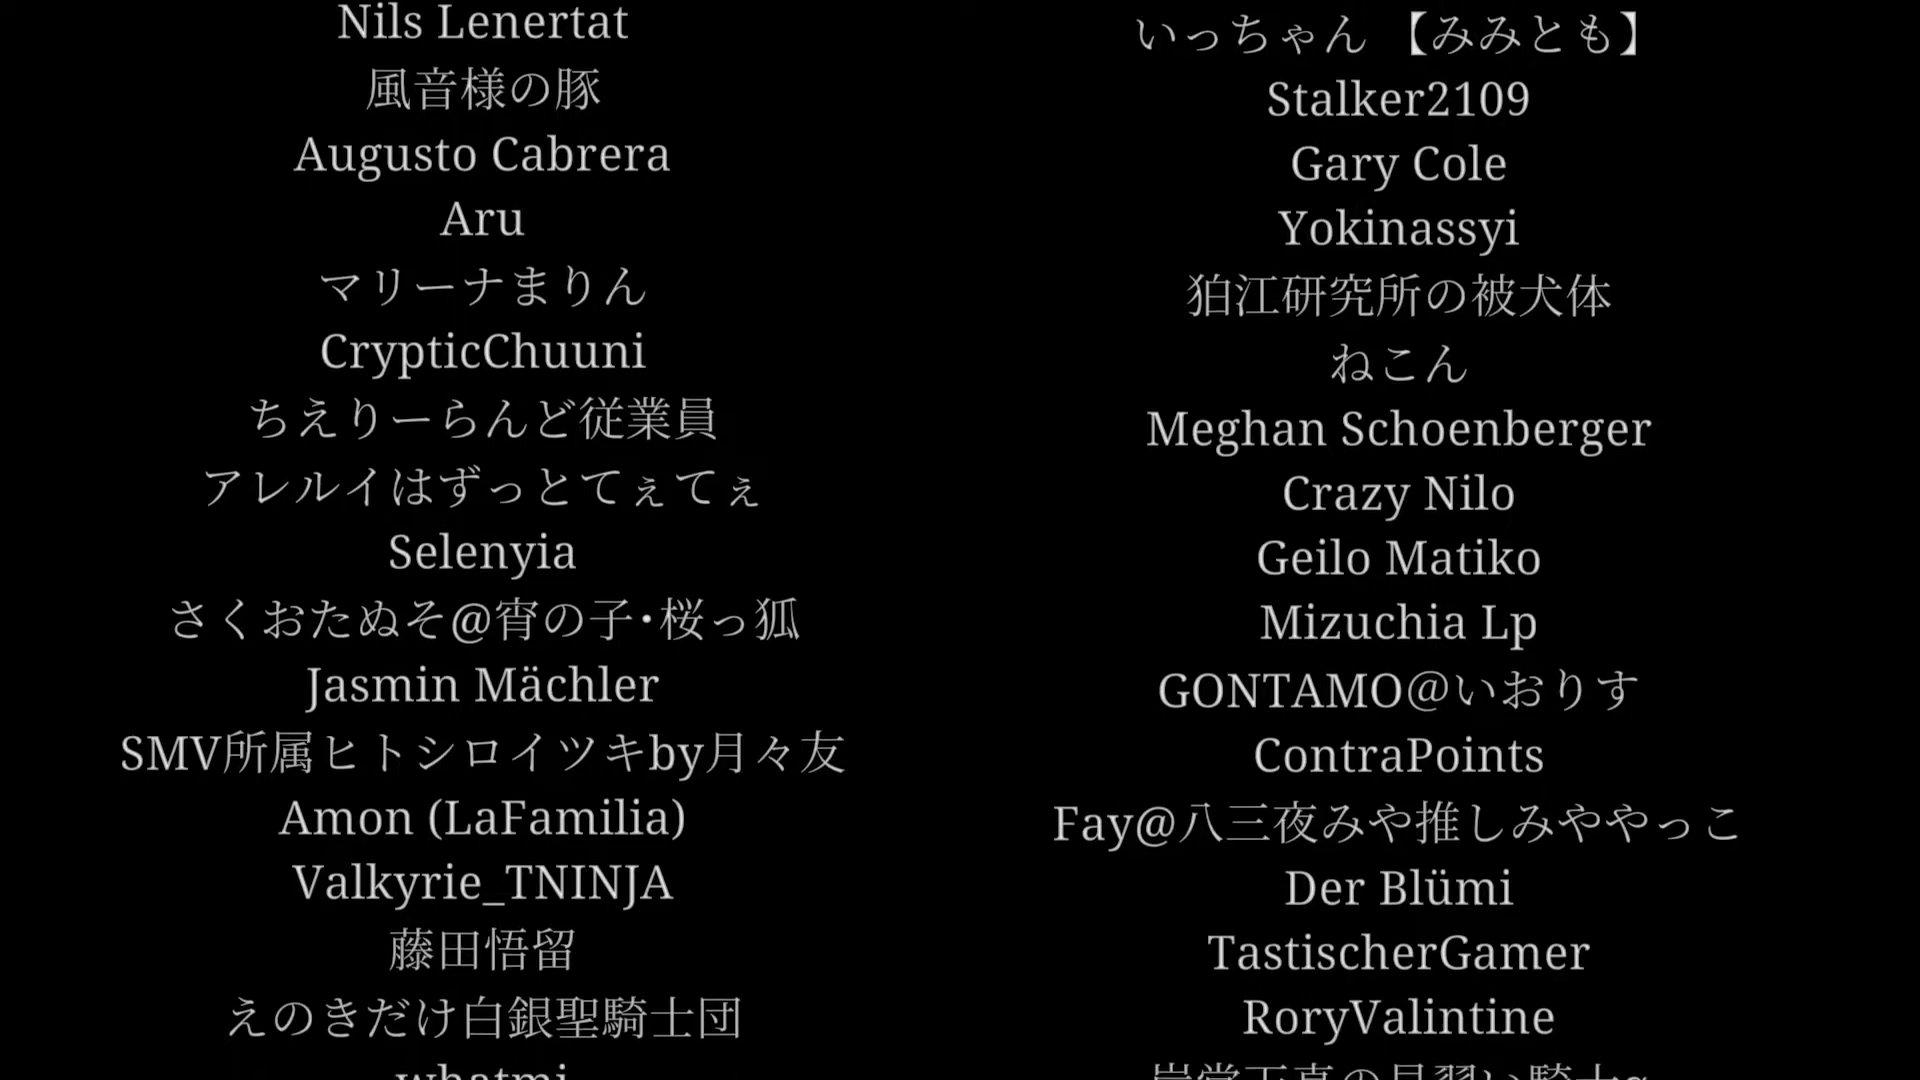 Nils Lenertat
風音様の豚
Augusto Cabrera
Aru
マリーナまりん
CrypticChuuni
ちえりーらんど従業員
アレルイはずっとてぇてぇ
Selenyia
さくおたぬそ@宵の子･桜っ狐
Jasmin Mächler
SMV所属ヒトシロイツキby月々友
Amon (LaFamilia)
Valkyrie_TNINJA
藤田悟留
えのきだけ白銀聖騎士団
whatmi
いっちゃん 【みみとも】
Stalker2109
Gary Cole
Yokinassyi
狛江研究所の被犬体
ねこん
Meghan Schoenberger
Crazy Nilo
Geilo Matiko
Mizuchia Lp
GONTAMO＠いおりす
ContraPoints
Fay@八三夜みや推しみややっこ
Der Blümi
TastischerGamer
RoryValintine